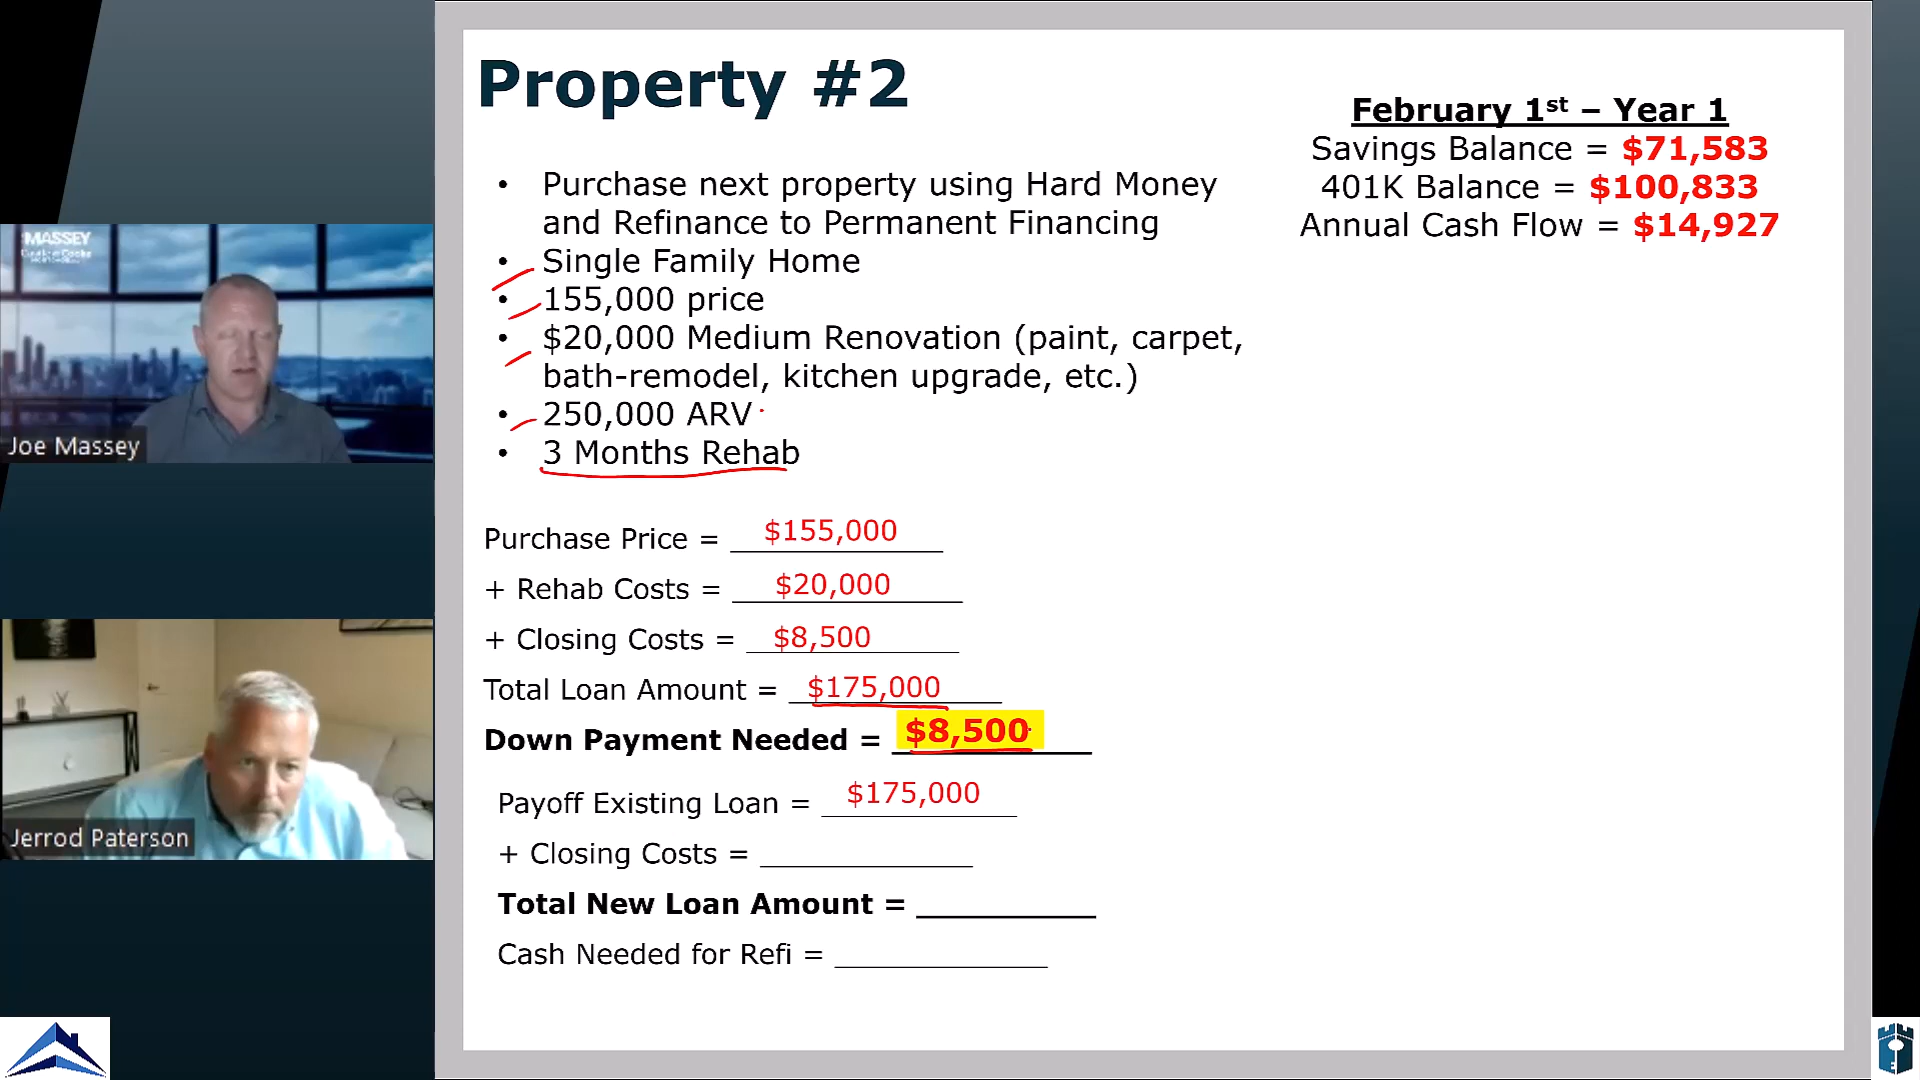 Property #2
February 1st – Year 1
Savings Balance = $71,583
401K Balance = $100,833
Annual Cash Flow = $14,927
• Purchase next property using Hard Money
and Refinance to Permanent Financing
• Single Family Home
• 155,000 price
• $20,000 Medium Renovation (paint, carpet,
bath-remodel, kitchen upgrade, etc.)
• 250,000 ARV
• 3 Months Rehab
Purchase Price = $155,000
+ Rehab Costs = $20,000
+ Closing Costs = $8,500
Total Loan Amount = $175,000
Down Payment Needed = $8,500
Payoff Existing Loan = $175,000
+ Closing Costs =
Total New Loan Amount =
Cash Needed for Refi =
MASSEY
Joe Massey
Jerrod Paterson